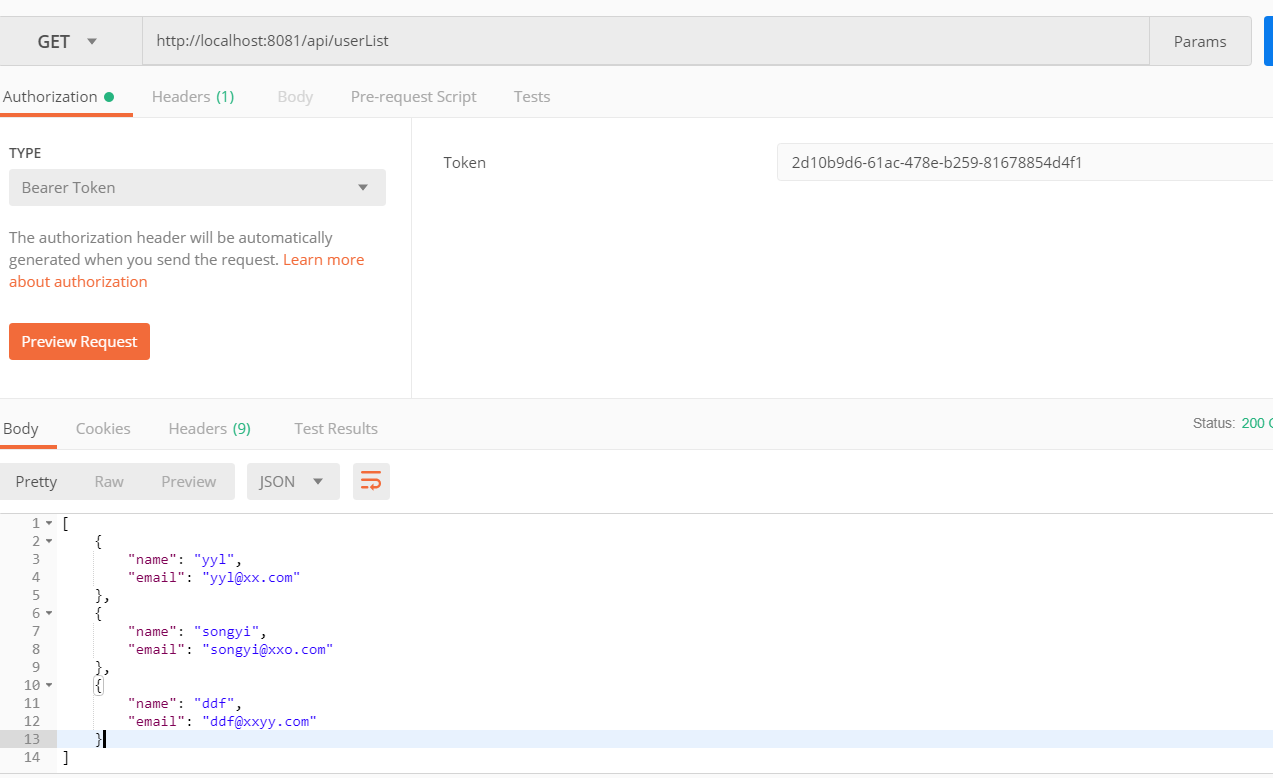 GET http://localhost:8081/api/userList Params
Authorization Headers (1) Body Pre-request Script Tests
TYPE
Token 2d10b9d6-61ac-478e-b259-81678854d4f1
Bearer Token
The authorization header will be automatically
generated when you send the request. Learn more
about authorization
Preview Request
Body Cookies Headers (9) Test Results Status: 200
Pretty Raw Preview JSON
1 [
2 {
3 "name": "yyl",
4 "email": "yyl@xx.com"
5 },
6 {
7 "name": "songyi",
8 "email": "songyi@xxo.com"
9 },
10 {
11 "name": "ddf",
12 "email": "ddf@xxyy.com"
13 }
14 ]